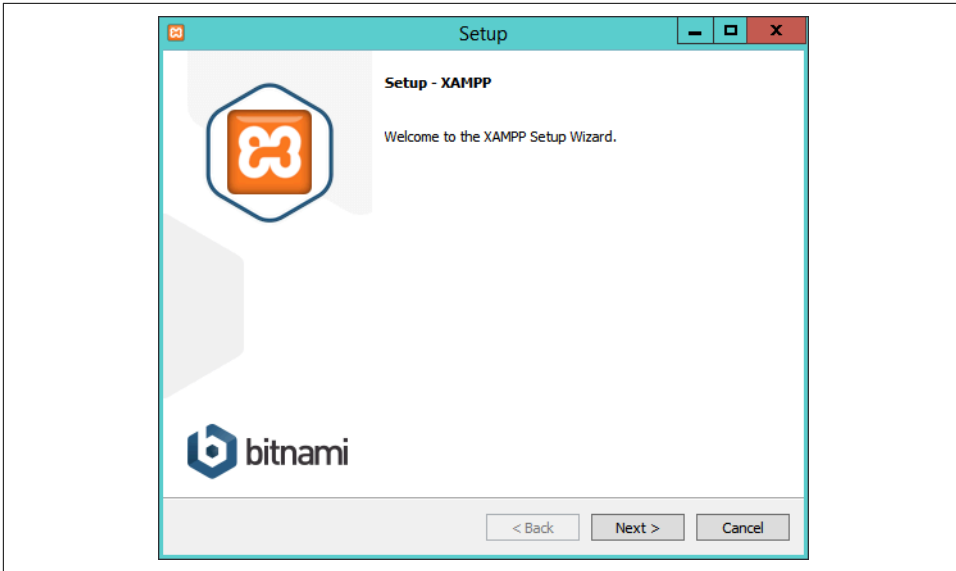 Setup
Setup - XAMPP
Welcome to the XAMPP Setup Wizard.
bitnami
< Back Next > Cancel